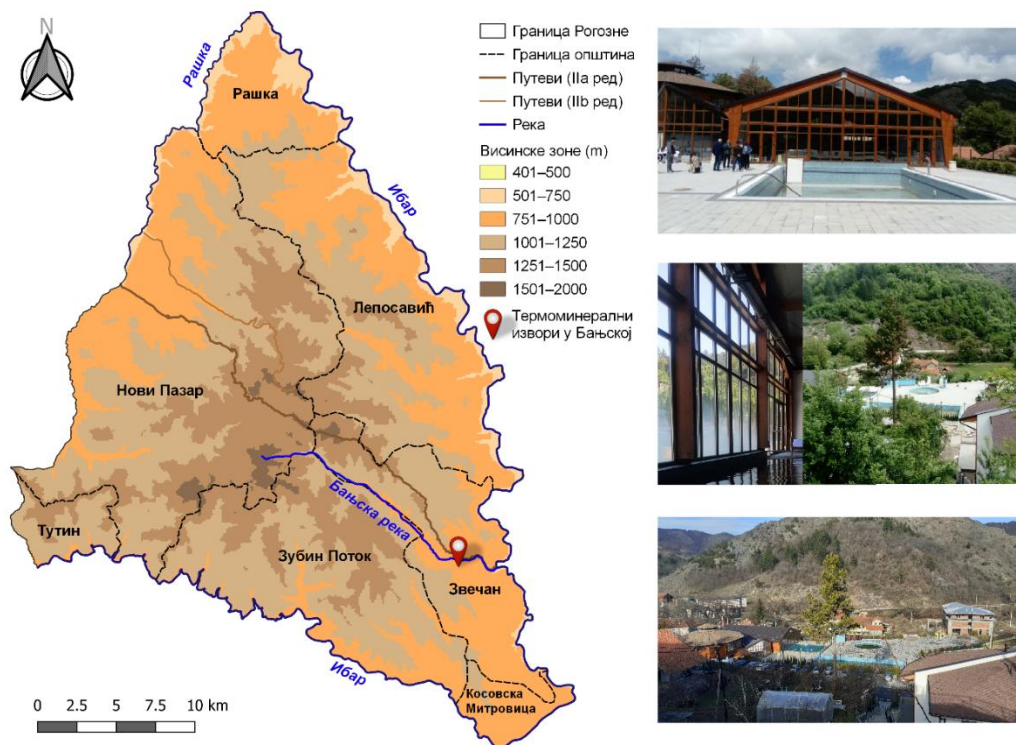 N
Рашка
Рашка
Ибар
Лепосавић
Нови Пазар
Бањска река
Тутин
Зубин Поток
Звечан
Ибар
Косовска
Митровица
0 2.5 5 7.5 10 km
Граница Рогозне
Граница општина
Путеви (IIa ред)
Путеви (IIb ред)
Река
Висинске зоне (m)
401–500
501–750
751–1000
1001–1250
1251–1500
1501–2000
Термоминерални
извори у Бањској